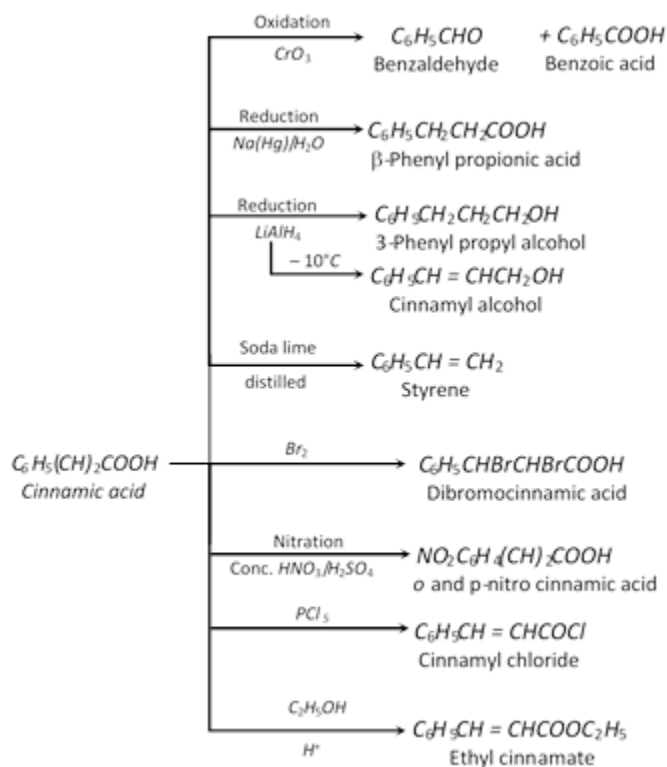 Oxidation
CrO₃
C₆H₅CHO + C₆H₅COOH
Benzaldehyde Benzoic acid
Reduction
Na(Hg)/H₂O
C₆H₅CH₂CH₂COOH
β-Phenyl propionic acid
Reduction
LiAlH₄
C₆H₅CH₂CH₂CH₂OH
3-Phenyl propyl alcohol
– 10°C
C₆H₅CH = CHCH₂OH
Cinnamyl alcohol
Soda lime
distilled
C₆H₅CH = CH₂
Styrene
C₆H₅(CH)₂COOH
Cinnamic acid
Br₂
C₆H₅CHBrCHBrCOOH
Dibromocinnamic acid
Nitration
Conc. HNO₃/H₂SO₄
NO₂C₆H₄(CH)₂COOH
o and p-nitro cinnamic acid
PCl₅
C₆H₅CH = CHCOCl
Cinnamyl chloride
C₂H₅OH
H⁺
C₆H₅CH = CHCOOC₂H₅
Ethyl cinnamate